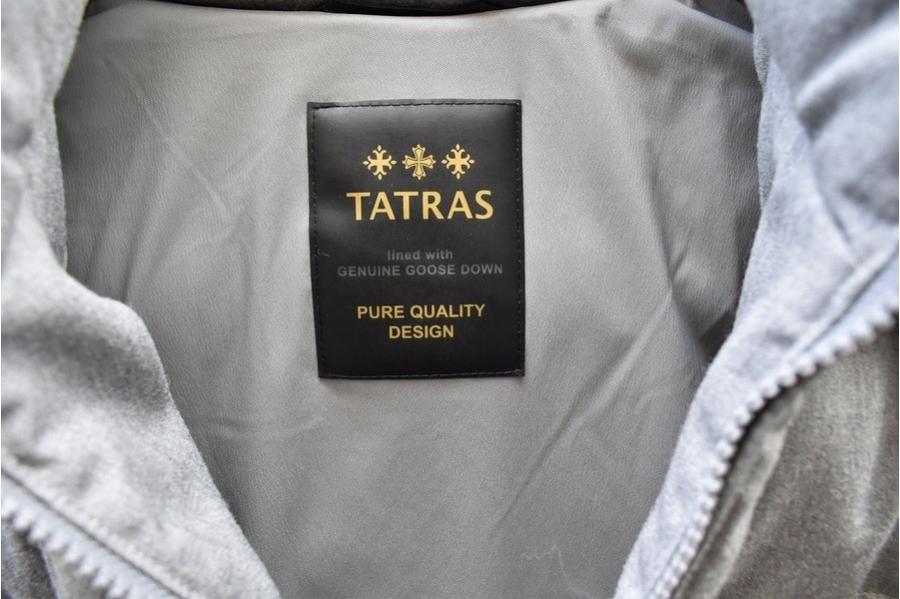 TATRAS
lined with
GENUINE GOOSE DOWN
PURE QUALITY
DESIGN